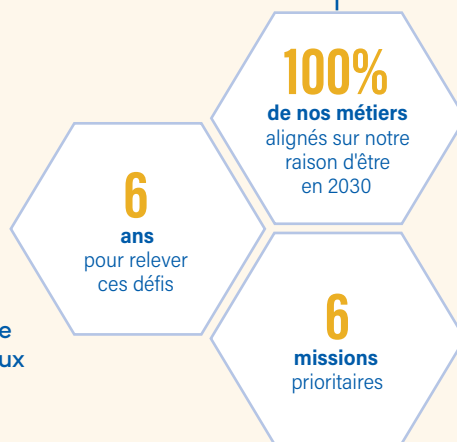 100%
de nos métiers
alignés sur notre
raison d'être
en 2030
6
ans
pour relever
ces défis
e
ux
6
missions
prioritaires